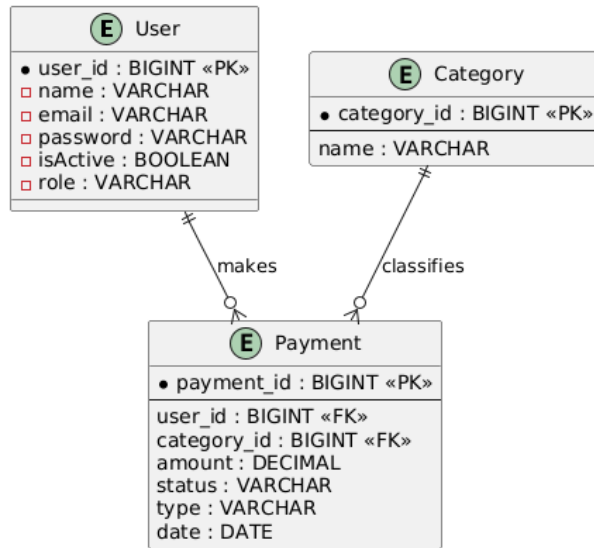 E User
user_id : BIGINT «PK»
name : VARCHAR
email : VARCHAR
password : VARCHAR
isActive : BOOLEAN
role : VARCHAR
E Category
category_id : BIGINT «PK»
name : VARCHAR
makes
classifies
E Payment
payment_id : BIGINT «PK»
user_id : BIGINT «FK»
category_id : BIGINT «FK»
amount : DECIMAL
status : VARCHAR
type : VARCHAR
date : DATE